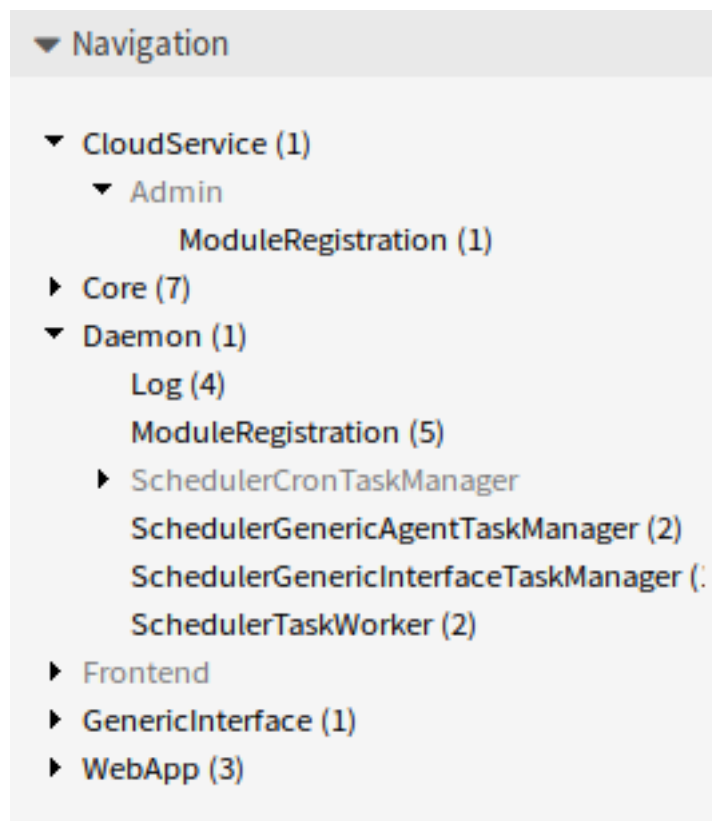 Navigation
CloudService (1)
Admin
ModuleRegistration (1)
Core (7)
Daemon (1)
Log (4)
ModuleRegistration (5)
SchedulerCronTaskManager
SchedulerGenericAgentTaskManager (2)
SchedulerGenericInterfaceTaskManager (
SchedulerTaskWorker (2)
Frontend
GenericInterface (1)
WebApp (3)